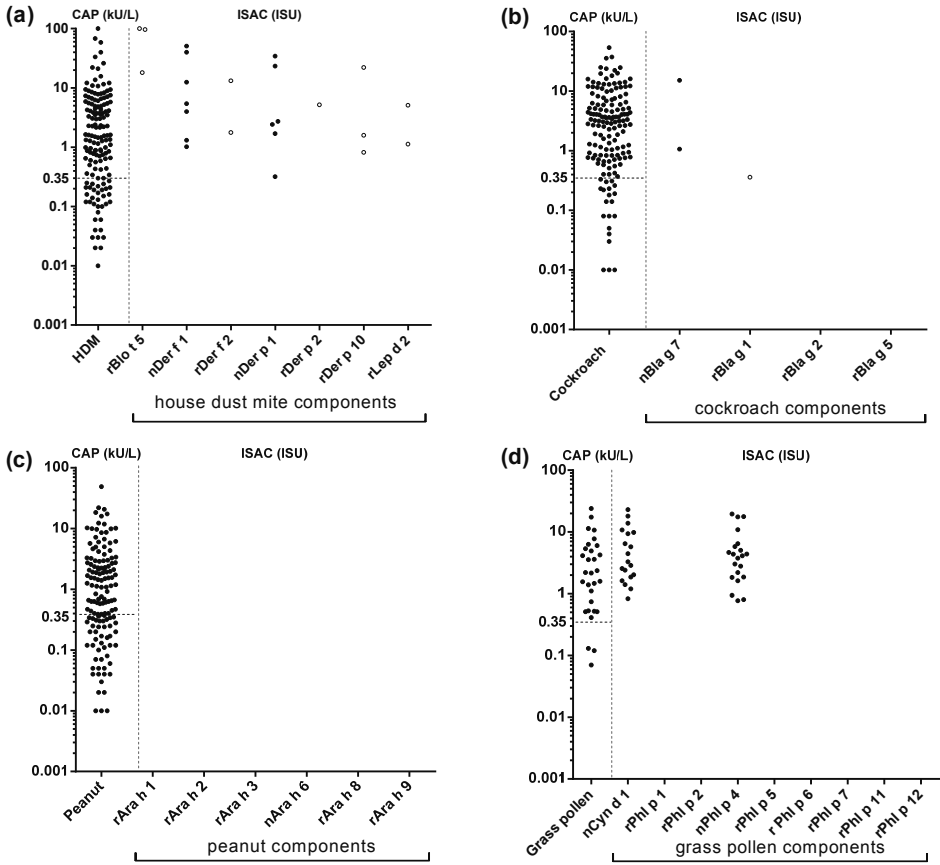 (a)
CAP (kU/L) ISAC (ISU)
100
10
1
0.35
0.1
0.01
0.001
HDM rBlo t 5 nDer f 1 rDer f 2 nDer p 1 rDer p 2 rDer p 10 rLep d 2
house dust mite components
(b)
CAP (kU/L) ISAC (ISU)
100
10
1
0.35
0.1
0.01
0.001
Cockroach nBla g 7 rBla g 1 rBla g 2 rBla g 5
cockroach components
(c)
CAP (kU/L) ISAC (ISU)
100
10
1
0.35
0.1
0.01
0.001
Peanut rAra h 1 rAra h 2 rAra h 3 nAra h 6 rAra h 8 rAra h 9
peanut components
(d)
CAP (kU/L) ISAC (ISU)
100
10
1
0.35
0.1
0.01
0.001
Grass pollen nCyn d 1 rPhl p 1 rPhl p 2 nPhl p 4 rPhl p 5 r Phl p 6 rPhl p 7 rPhl p 11 rPhl p 12
grass pollen components